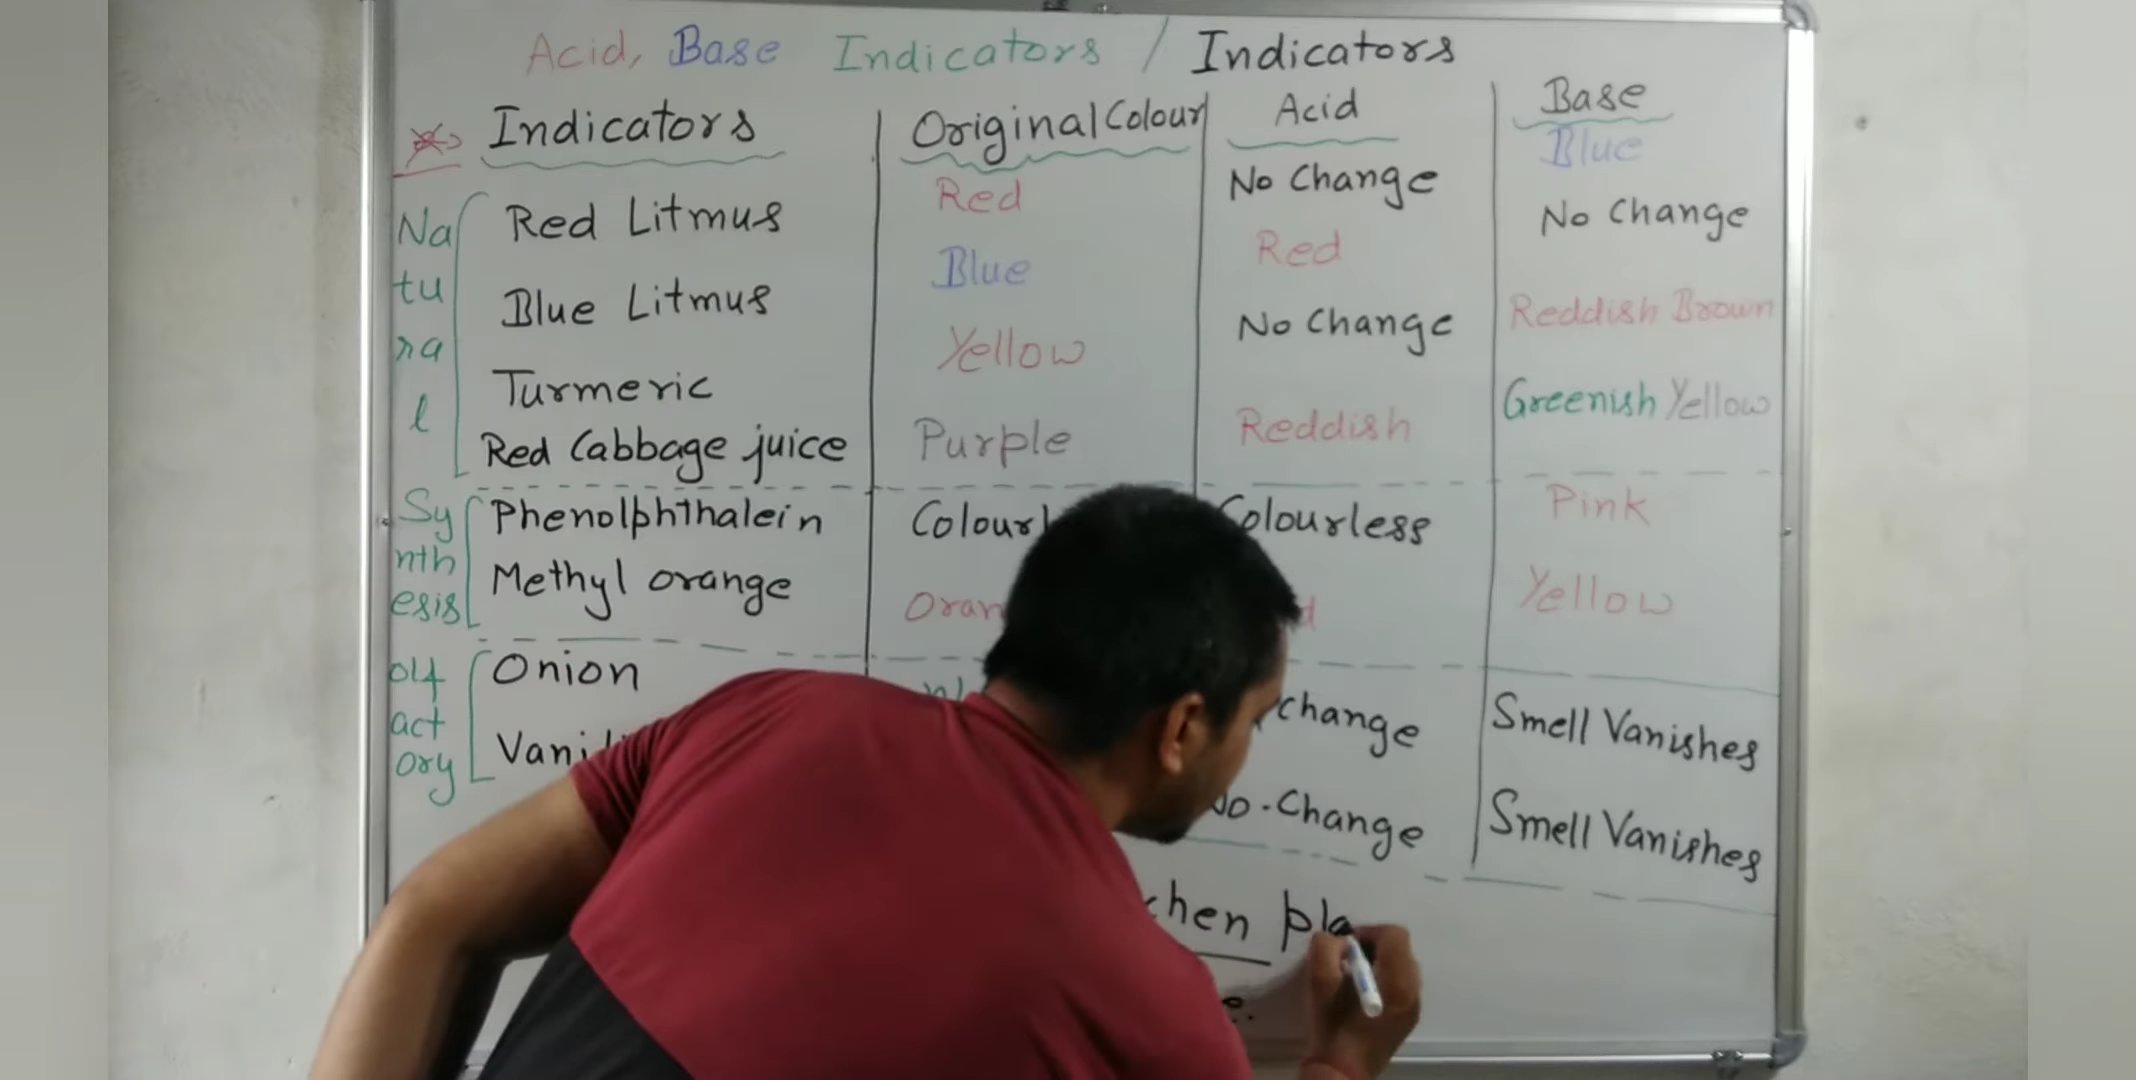 Acid, Base Indicators / Indicators
Indicators Original Colour Acid Base
Natural
Red Litmus Red No Change Blue
Blue Litmus Blue Red No Change
Turmeric Yellow No Change Reddish Brown
Red Cabbage juice Purple Reddish Greenish Yellow
Synthesis
Phenolphthalein Colourless Pink
Methyl orange Yellow
Olfactory
Onion change Smell Vanishes
No-Change Smell Vanishes